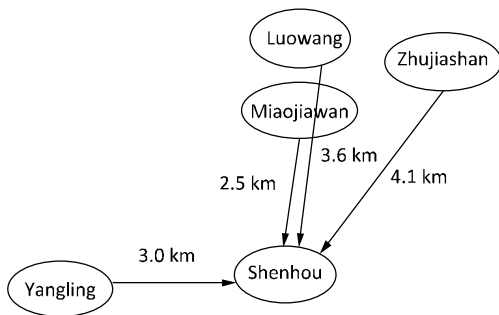 Luowang
Zhujiashan
Miaojiawan
3.6 km
2.5 km
4.1 km
3.0 km
Shenhou
Yangling